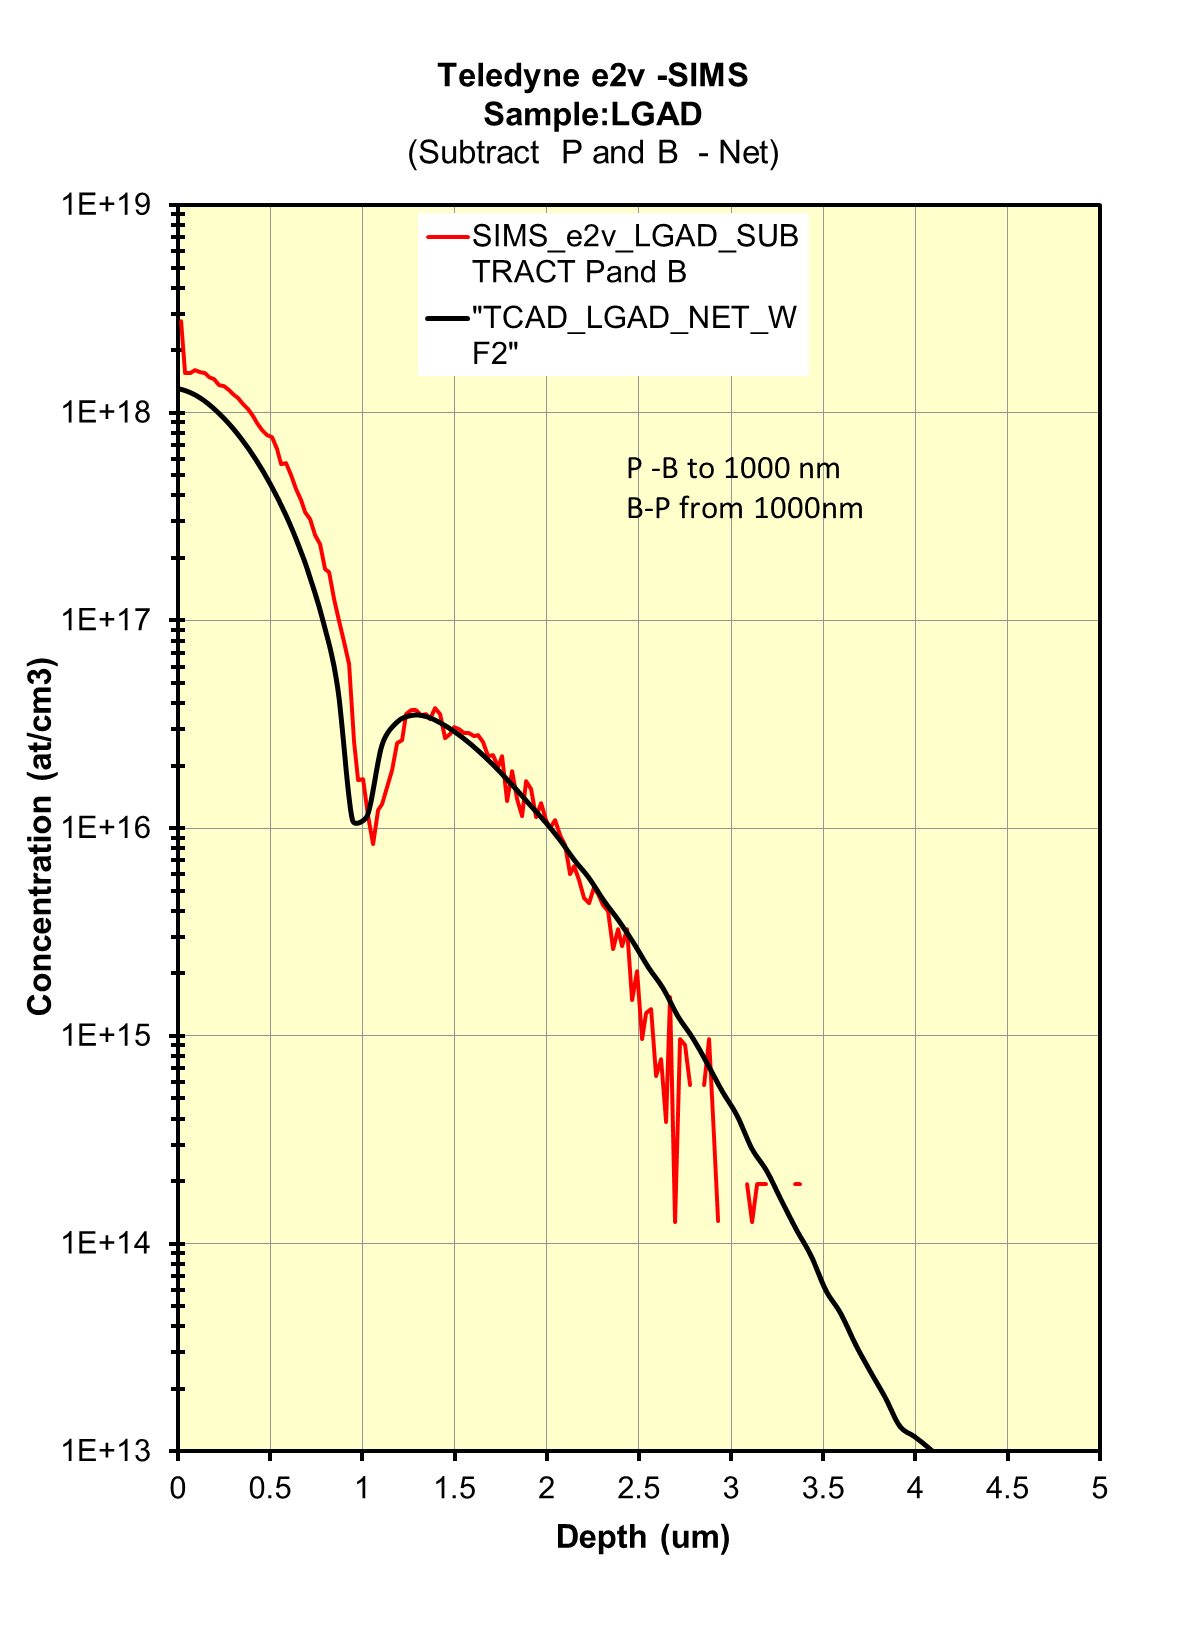 Teledyne e2v -SIMS
Sample:LGAD
(Subtract P and B - Net)
1E+19
SIMS_e2v_LGAD_SUB
TRACT Pand B
"TCAD_LGAD_NET_W
F2"
1E+18
P -B to 1000 nm
B-P from 1000nm
1E+17
Concentration (at/cm3)
1E+16
1E+15
1E+14
1E+13
0 0.5 1 1.5 2 2.5 3 3.5 4 4.5 5
Depth (um)